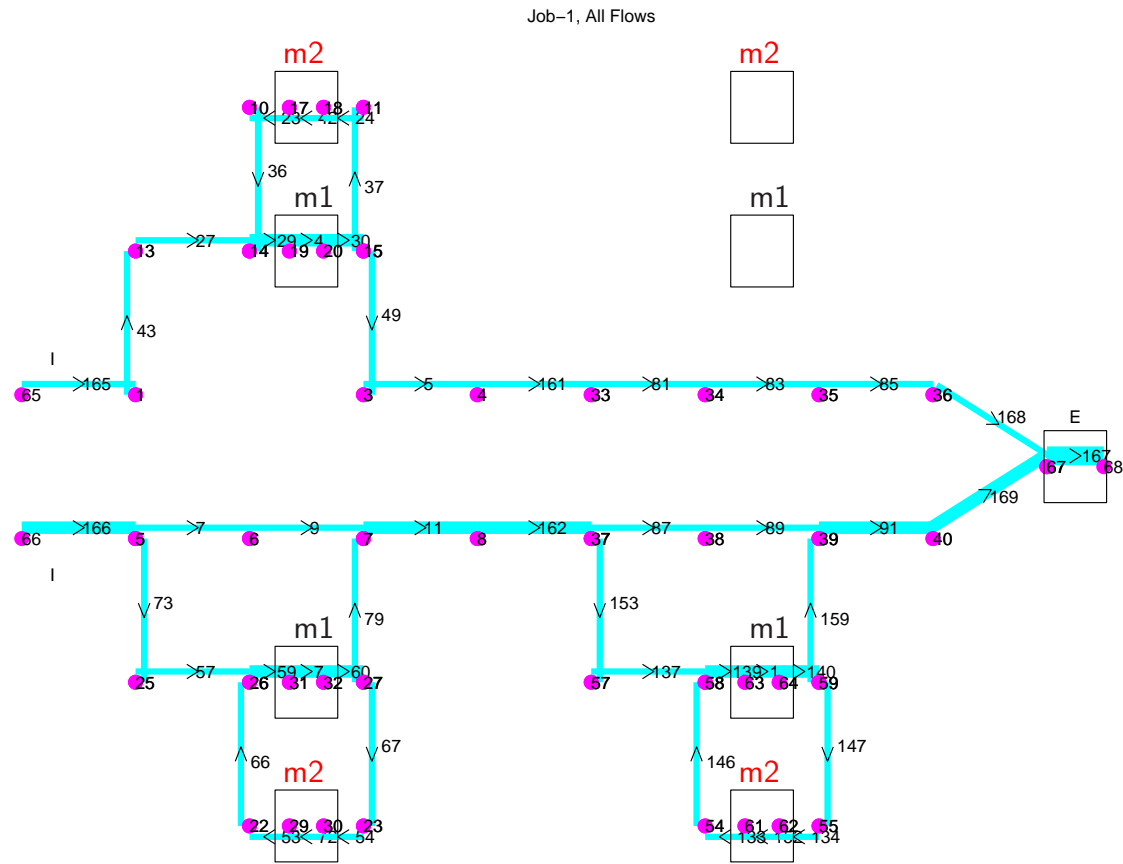 Job−1, All Flows
m2 m2
10 17 18 11
23 42 24
36 37
m1 m1
27 29 4 30
13 14 19 20 15
43 49
I
165 5 161 81 83 85
65 1 3 4 33 34 35 36
168
E
167
67 68
169
166 7 9 11 162 87 89 91
66 5 6 7 8 37 38 39 40
I
73 79 153 159
m1 m1
57 59 7 60 137 139 1 140
25 26 31 32 27 57 58 63 64 59
67 147
66 146
m2 m2
22 29 30 23 54 61 62 55
53 72 54 133 152 134